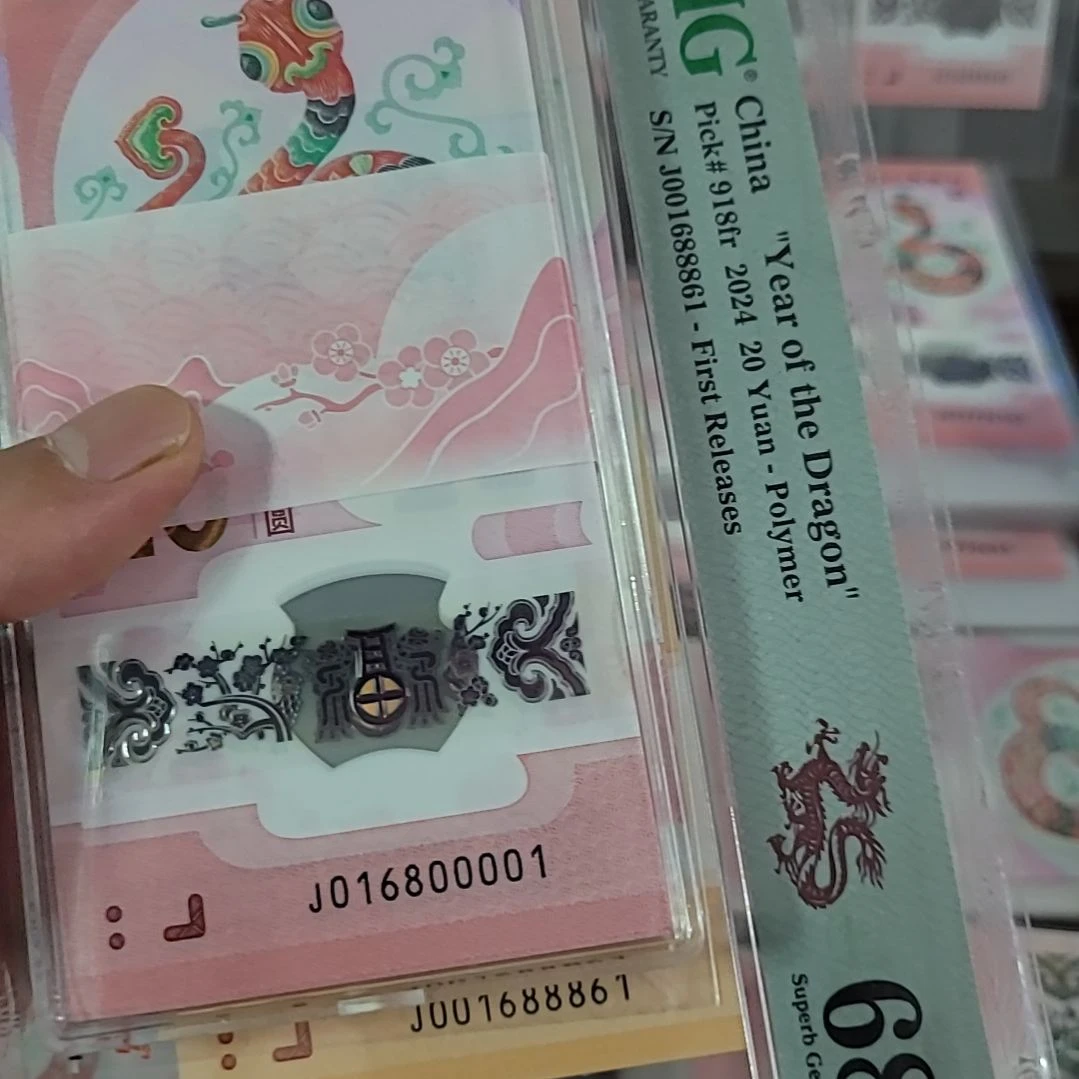 MG®
ARANTY
China "Year of the Dragon"
Pick# 918fr 2024 20 Yuan - Polymer
S/N J001688861 - First Releases
68
Superb Ge
J016800001
J001688861